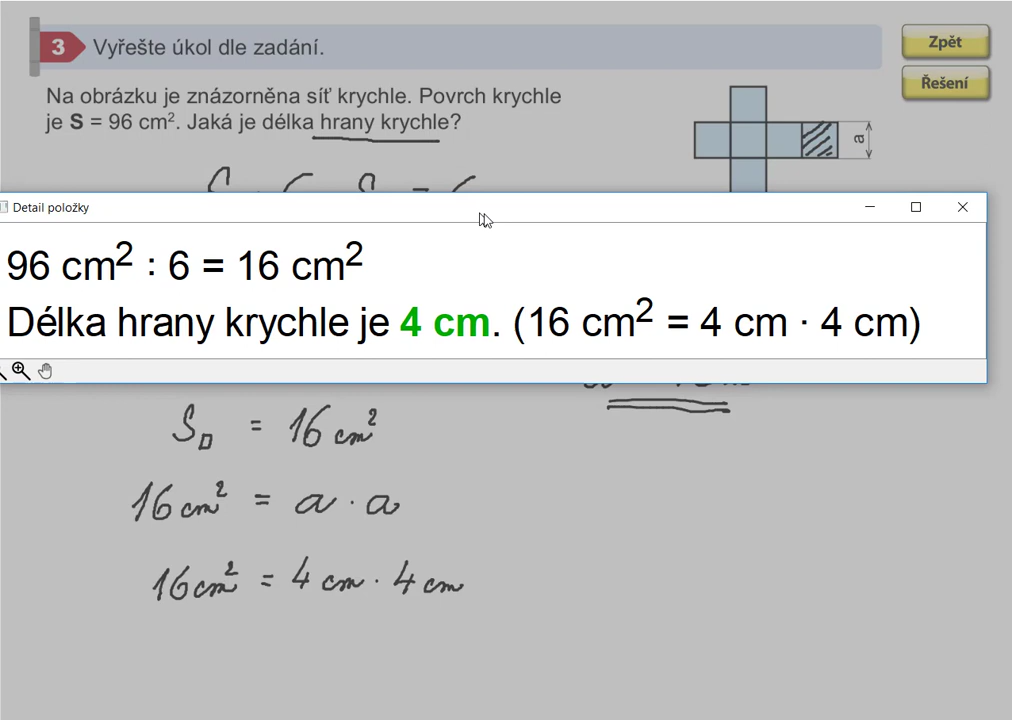 3 Vyřešte úkol dle zadání.
Zpět
Řešení
Na obrázku je znázorněna síť krychle. Povrch krychle
je S = 96 cm². Jaká je délka hrany krychle?
a
Detail položky
96 cm² : 6 = 16 cm²
Délka hrany krychle je 4 cm. (16 cm² = 4 cm · 4 cm)
S□ = 16 cm²
16 cm² = a · a
16 cm² = 4 cm · 4 cm